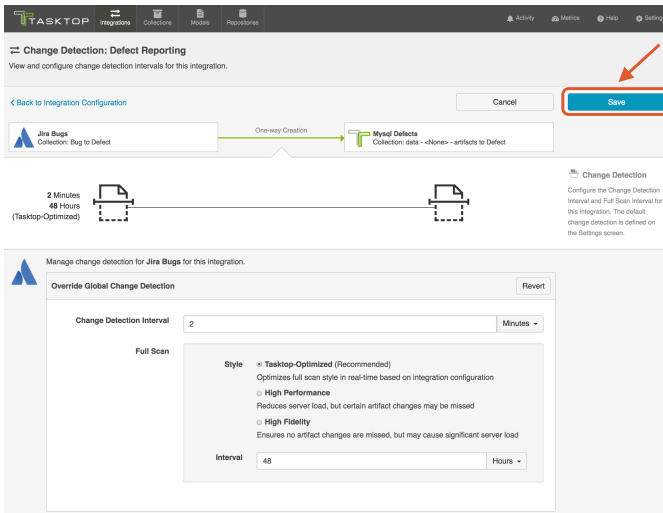 TASKTOP
Integrations
Collections
Models
Repositories
Activity
Metrics
Help
Setting
Change Detection: Defect Reporting
View and configure change detection intervals for this integration.
Back to Integration Configuration
Cancel
Save
Jira Bugs
Collection: Bug to Defect
One-way Creation
Mysql Defects
Collection: data - <None> - artifacts to Defect
2 Minutes
48 Hours
(Tasktop-Optimized)
Change Detection
Configure the Change Detection
Interval and Full Scan Interval for
this integration. The default
change detection is defined on
the Settings screen.
Manage change detection for Jira Bugs for this integration.
Override Global Change Detection
Revert
Change Detection Interval
2
Minutes
Full Scan
Style
Tasktop-Optimized (Recommended)
Optimizes full scan style in real-time based on integration configuration
High Performance
Reduces server load, but certain artifact changes may be missed
High Fidelity
Ensures no artifact changes are missed, but may cause significant server load
Interval
48
Hours